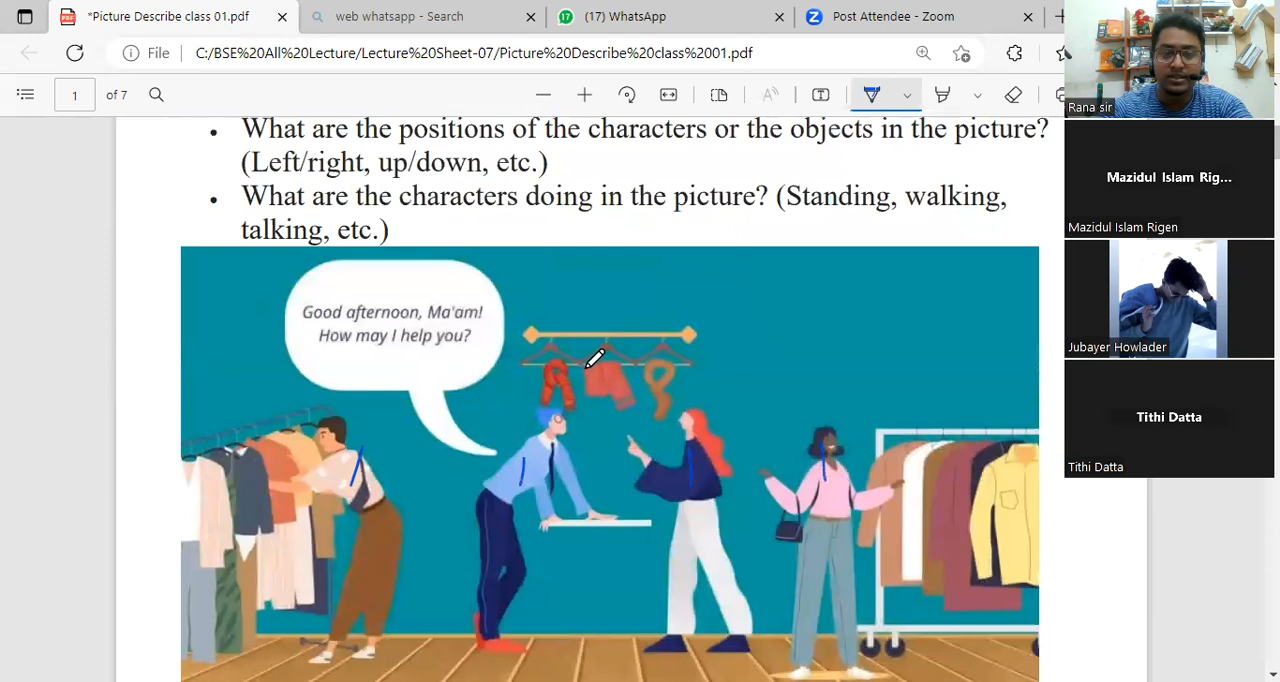 *Picture Describe class 01.pdf
web whatsapp - Search
(17) WhatsApp
Post Attendee - Zoom
File
C:/BSE%20All%20Lecture/Lecture%20Sheet-07/Picture%20Describe%20class%2001.pdf
1 of 7
• What are the positions of the characters or the objects in the picture?
(Left/right, up/down, etc.)
• What are the characters doing in the picture? (Standing, walking,
talking, etc.)
Good afternoon, Ma'am!
How may I help you?
Rana sir
Mazidul Islam Rig...
Mazidul Islam Rigen
Jubayer Howlader
Tithi Datta
Tithi Datta